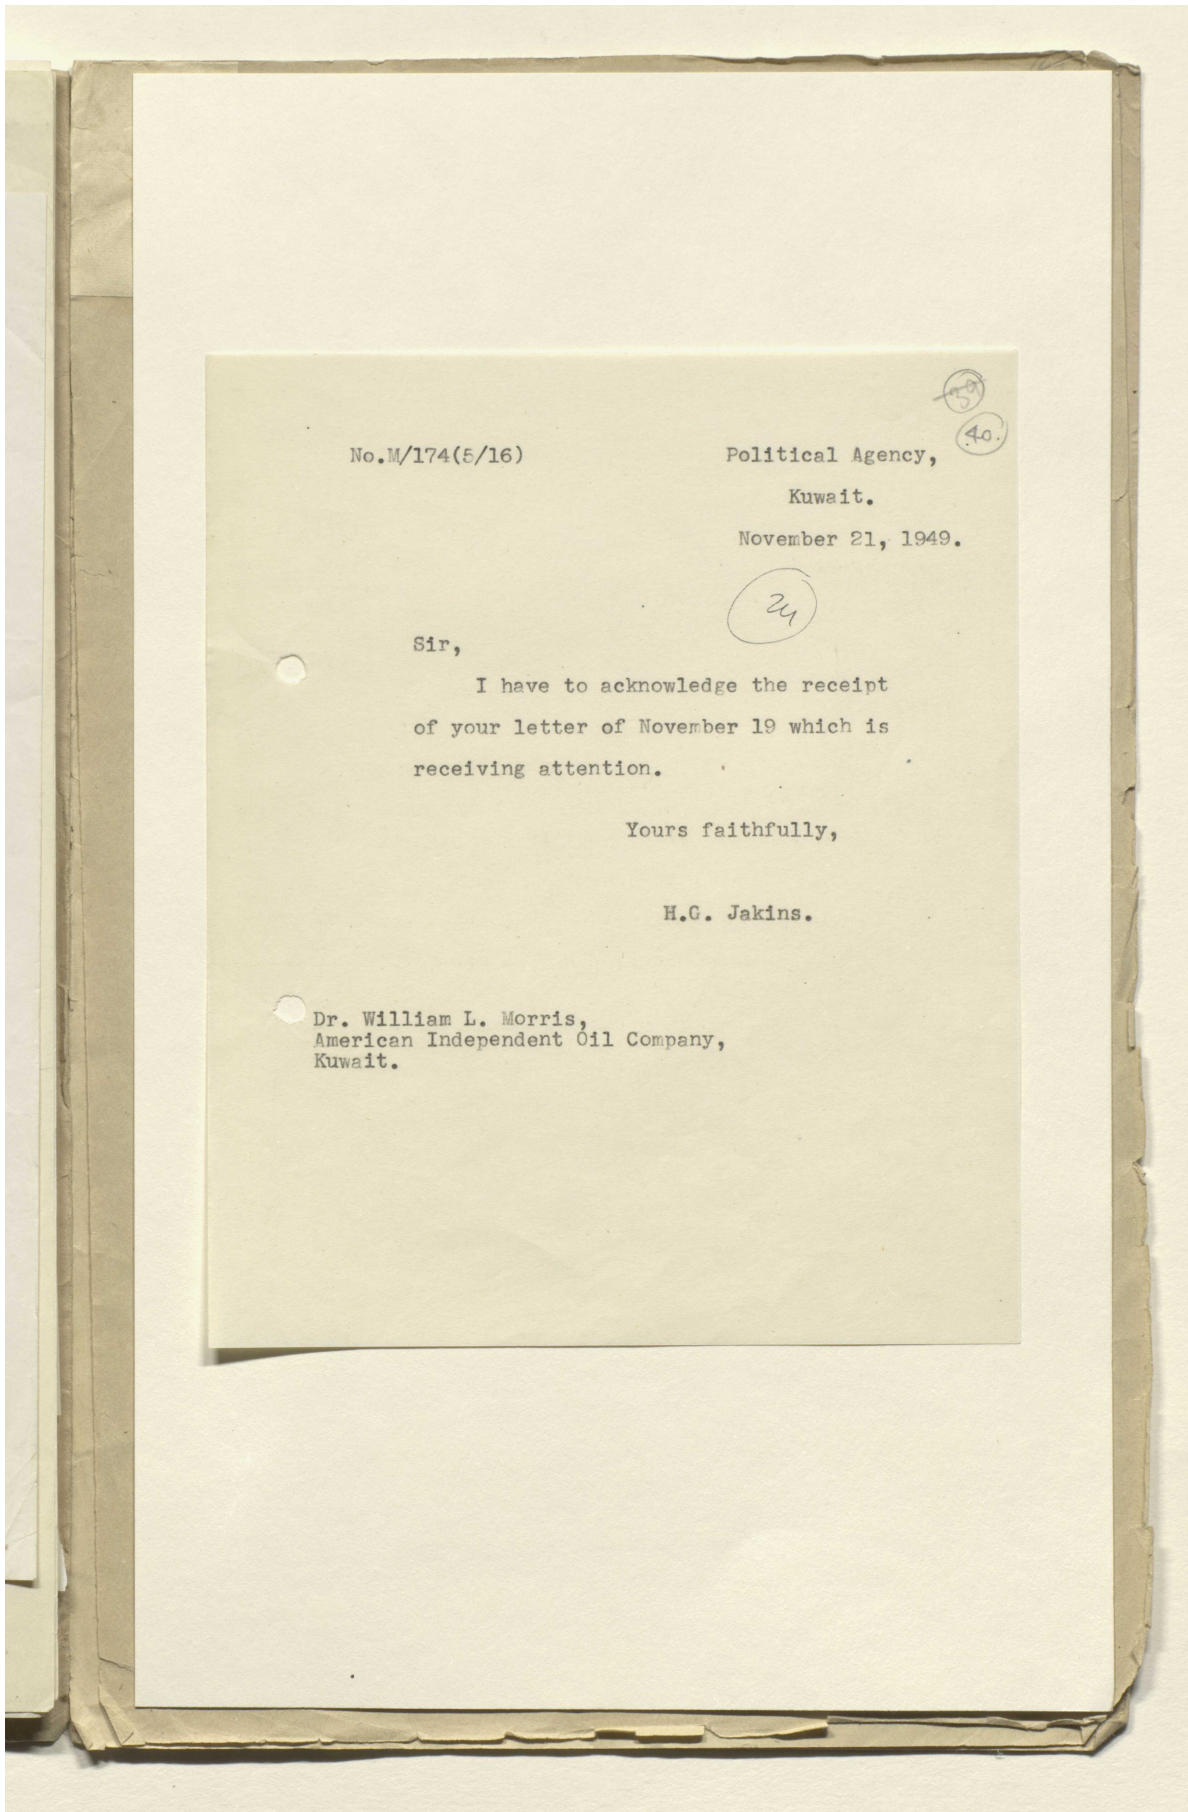 39
40.
No.M/174(5/16)
Political Agency,
Kuwait.
November 21, 1949.
24
Sir,
I have to acknowledge the receipt
of your letter of November 19 which is
receiving attention.
Yours faithfully,
H.G. Jakins.
Dr. William L. Morris,
American Independent Oil Company,
Kuwait.